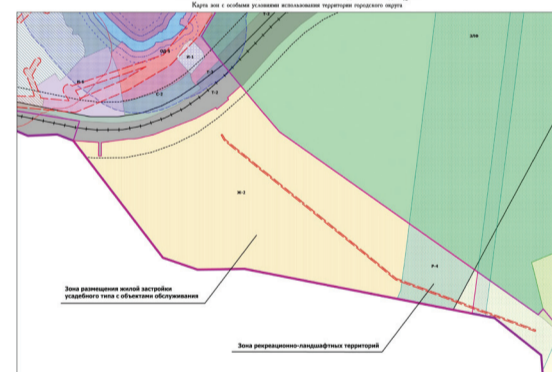 Карта зон с особыми условиями использования территории городского округа
Т-2
Ж-2
Р-4
Зона размещения жилой застройки
усадебного типа с объектами обслуживания
Зона рекреационно-ландшафтных территорий